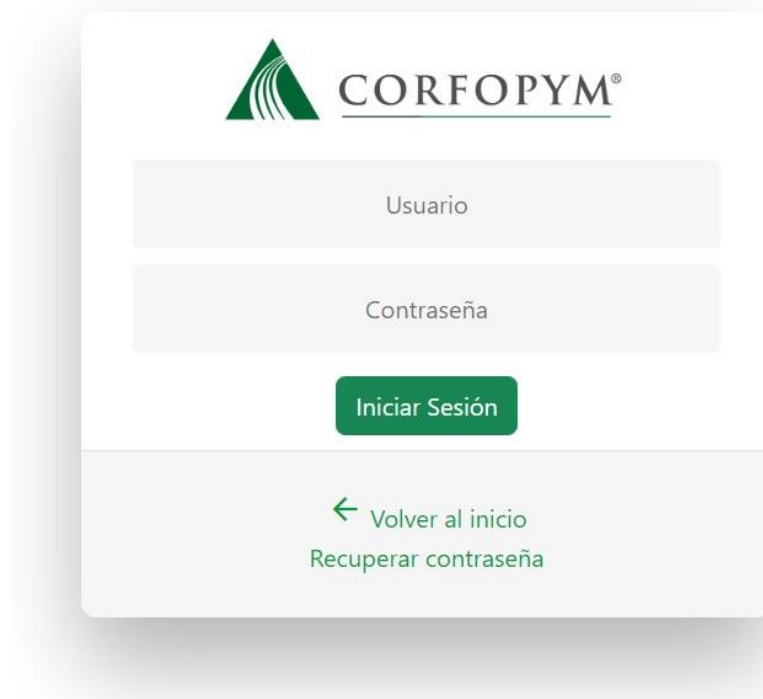 CORFOPYM®
Usuario
Contraseña
Iniciar Sesión
← Volver al inicio
Recuperar contraseña